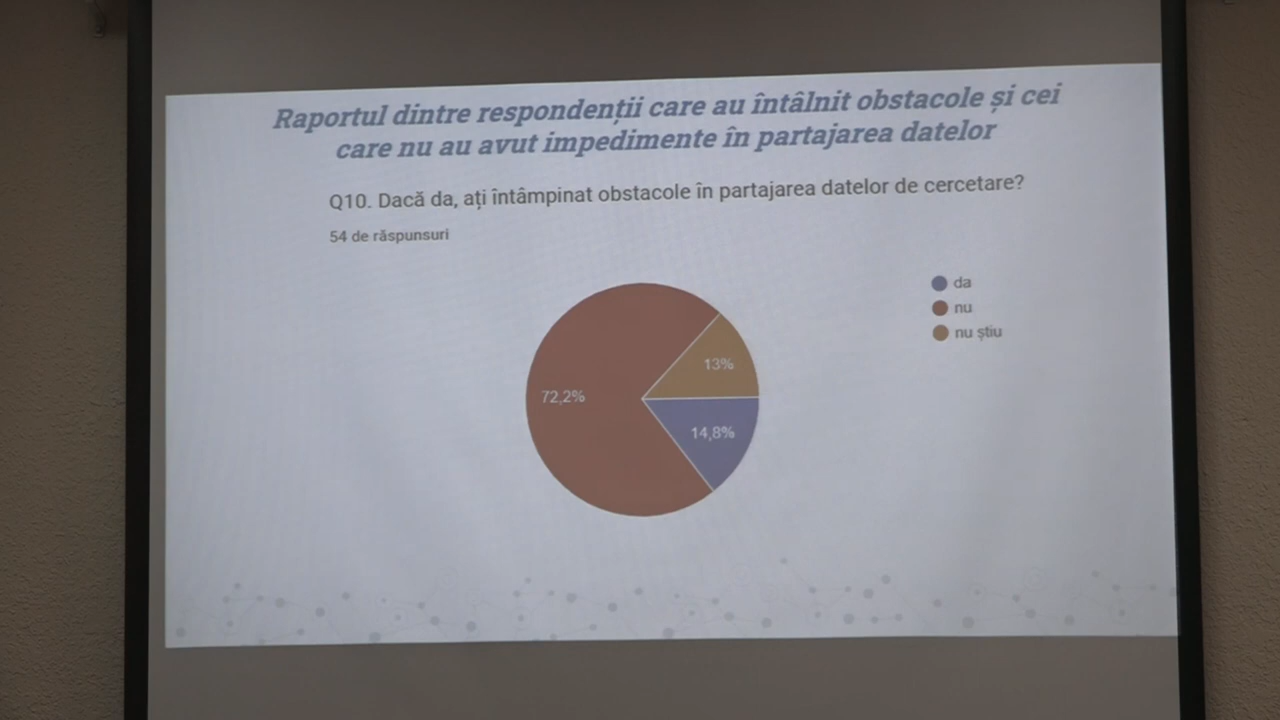 Raportul dintre respondenții care au întâlnit obstacole și cei
care nu au avut impedimente în partajarea datelor
Q10. Dacă da, ați întâmpinat obstacole în partajarea datelor de cercetare?
54 de răspunsuri
da
nu
nu știu
13%
72,2%
14,8%